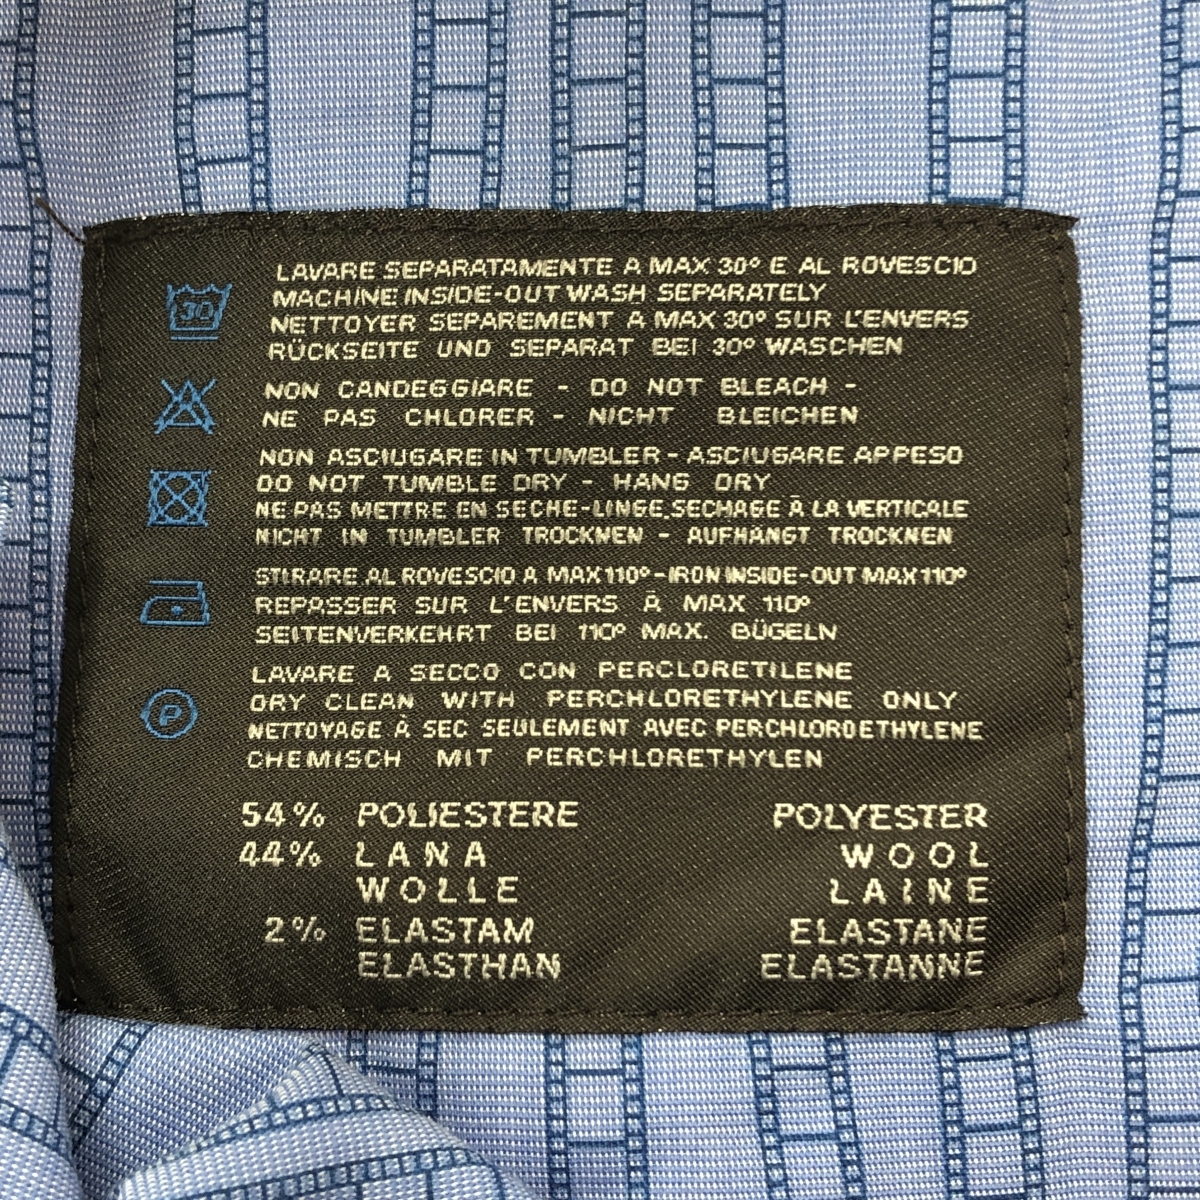 30
LAVARE SEPARATAMENTE A MAX 30° E AL ROVESCIO
MACHINE INSIDE-OUT WASH SEPARATELY
NETTOYER SEPAREMENT A MAX 30° SUR L'ENVERS
RÜCKSEITE UND SEPARAT BEI 30° WASCHEN
NON CANDEGGIARE - DO NOT BLEACH -
NE PAS CHLORER - NICHT BLEICHEN
NON ASCIUGARE IN TUMBLER - ASCIUGARE APPESO
DO NOT TUMBLE DRY - HANG DRY
NE PAS METTRE EN SECHE-LINGE.SECHAGE À LA VERTICALE
NICHT IN TUMBLER TROCKNEN - AUFHÄNGT TROCKNEN
STIRARE AL ROVESCIO A MAX 110° - IRON INSIDE-OUT MAX 110°
REPASSER SUR L'ENVERS À MAX 110°
SEITENVERKEHRT BEI 110° MAX. BÜGELN
LAVARE A SECCO CON PERCLORETILENE
DRY CLEAN WITH PERCHLORETHYLENE ONLY
P
NETTOYAGE À SEC SEULEMENT AVEC PERCHLOROETHYLENE
CHEMISCH MIT PERCHLORETHYLEN
54% POLIESTERE POLYESTER
44% LANA WOOL
WOLLE LAINE
2% ELASTAM ELASTANE
ELASTHAN ELASTANNE